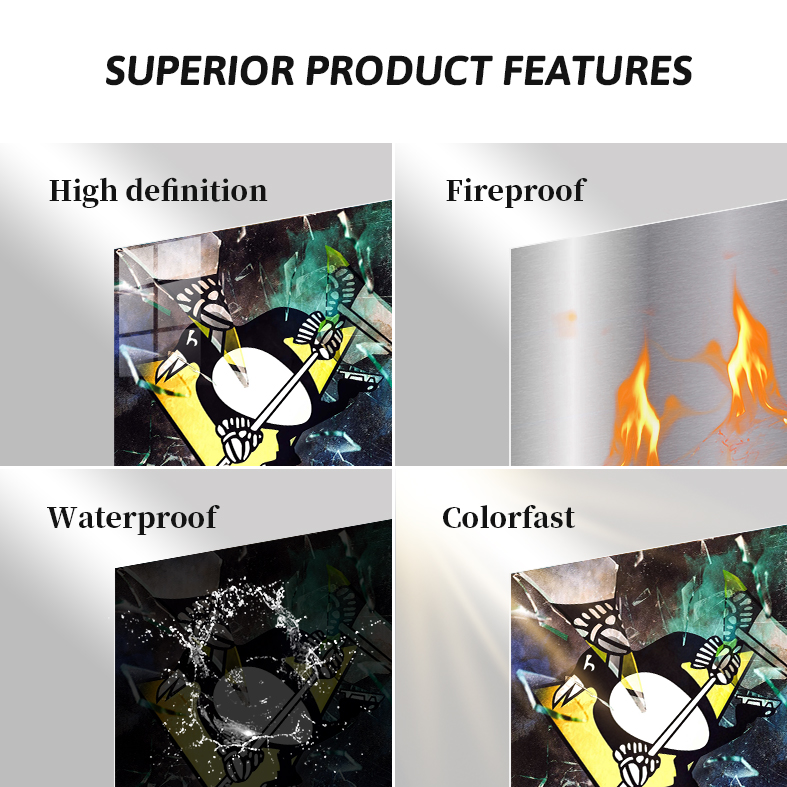 SUPERIOR PRODUCT FEATURES
High definition
Fireproof
Waterproof
Colorfast